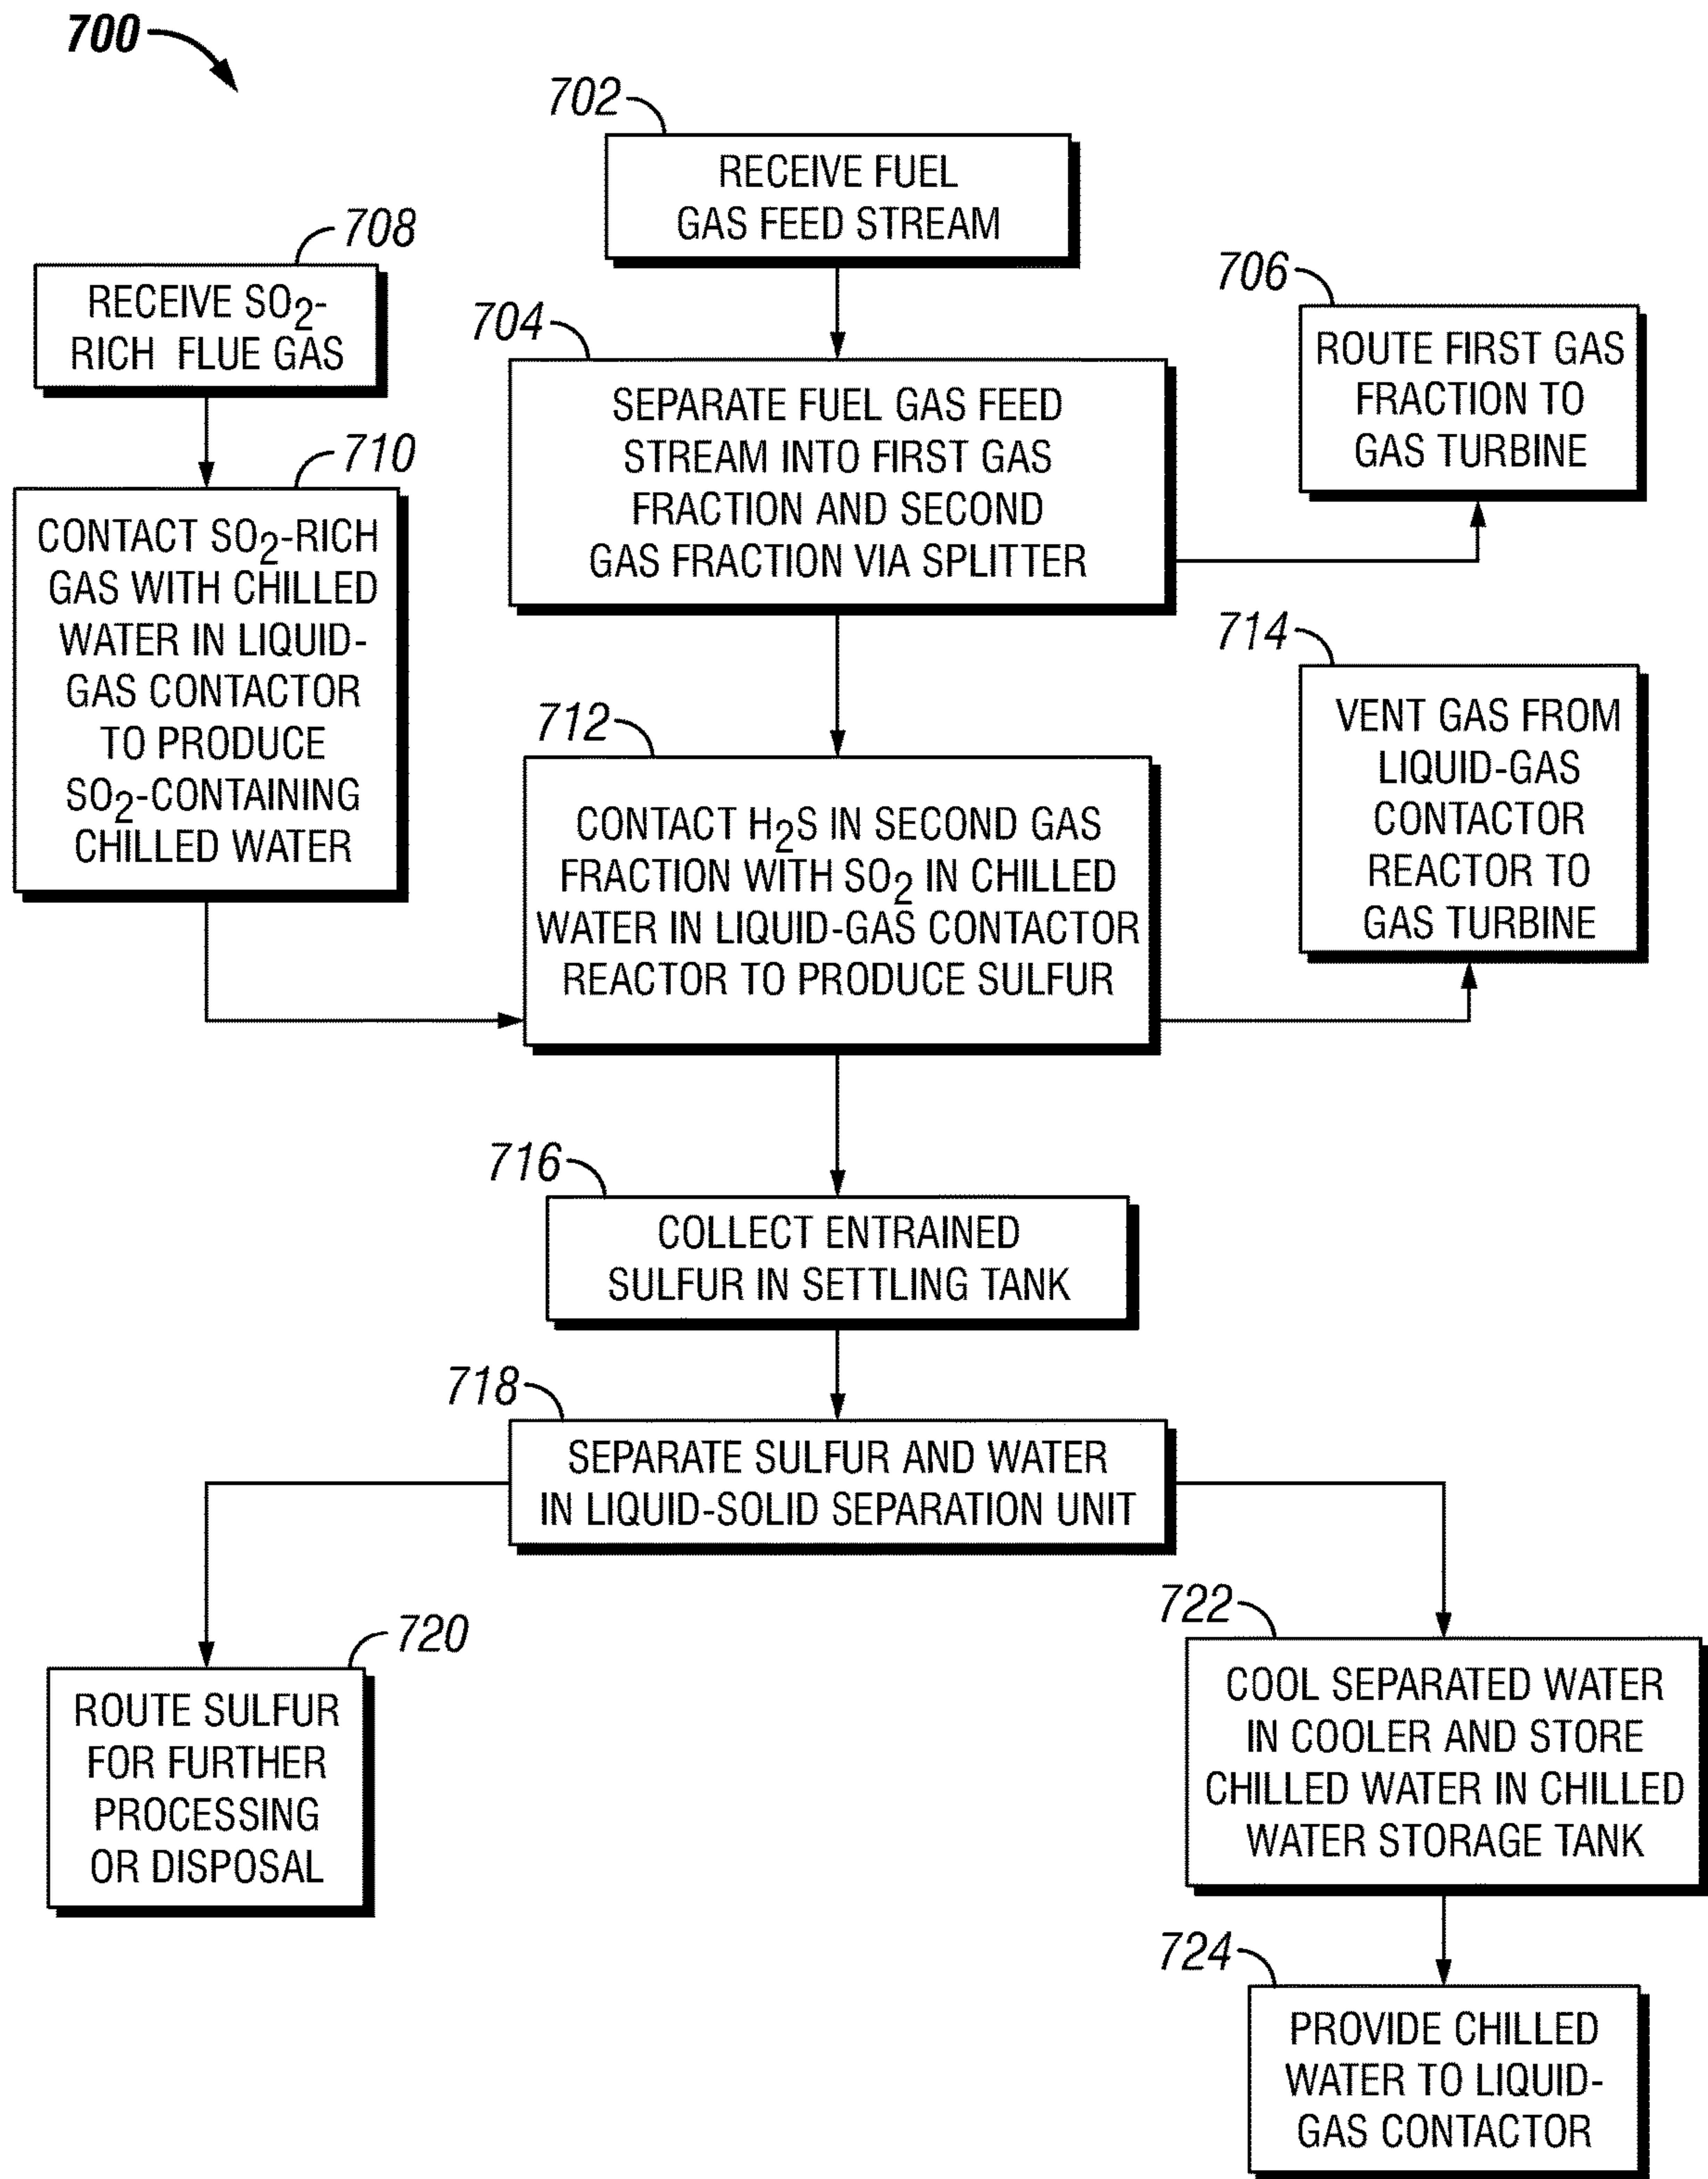 700
702
RECEIVE FUEL
GAS FEED STREAM
708
RECEIVE SO2-
RICH FLUE GAS
704
SEPARATE FUEL GAS FEED
STREAM INTO FIRST GAS
FRACTION AND SECOND
GAS FRACTION VIA SPLITTER
706
ROUTE FIRST GAS
FRACTION TO
GAS TURBINE
710
CONTACT SO2-RICH
GAS WITH CHILLED
WATER IN LIQUID-
GAS CONTACTOR
TO PRODUCE
SO2-CONTAINING
CHILLED WATER
712
CONTACT H2S IN SECOND GAS
FRACTION WITH SO2 IN CHILLED
WATER IN LIQUID-GAS CONTACTOR
REACTOR TO PRODUCE SULFUR
714
VENT GAS FROM
LIQUID-GAS
CONTACTOR
REACTOR TO
GAS TURBINE
716
COLLECT ENTRAINED
SULFUR IN SETTLING TANK
718
SEPARATE SULFUR AND WATER
IN LIQUID-SOLID SEPARATION UNIT
720
ROUTE SULFUR
FOR FURTHER
PROCESSING
OR DISPOSAL
722
COOL SEPARATED WATER
IN COOLER AND STORE
CHILLED WATER IN CHILLED
WATER STORAGE TANK
724
PROVIDE CHILLED
WATER TO LIQUID-
GAS CONTACTOR